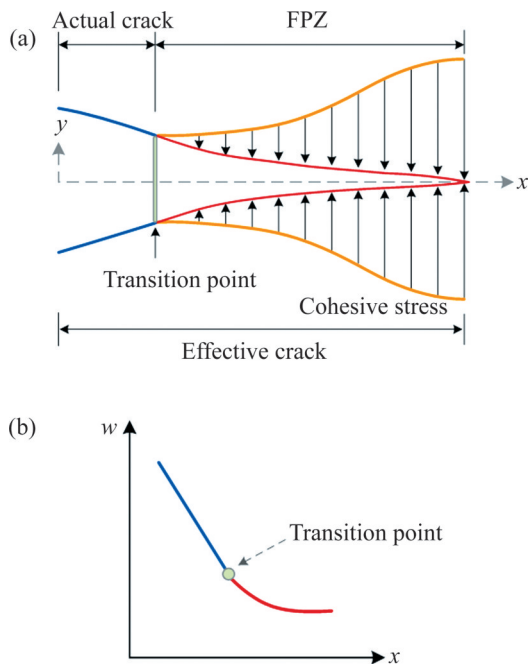 (a)
Actual crack
FPZ
y
x
Transition point
Cohesive stress
Effective crack
(b)
w
Transition point
x